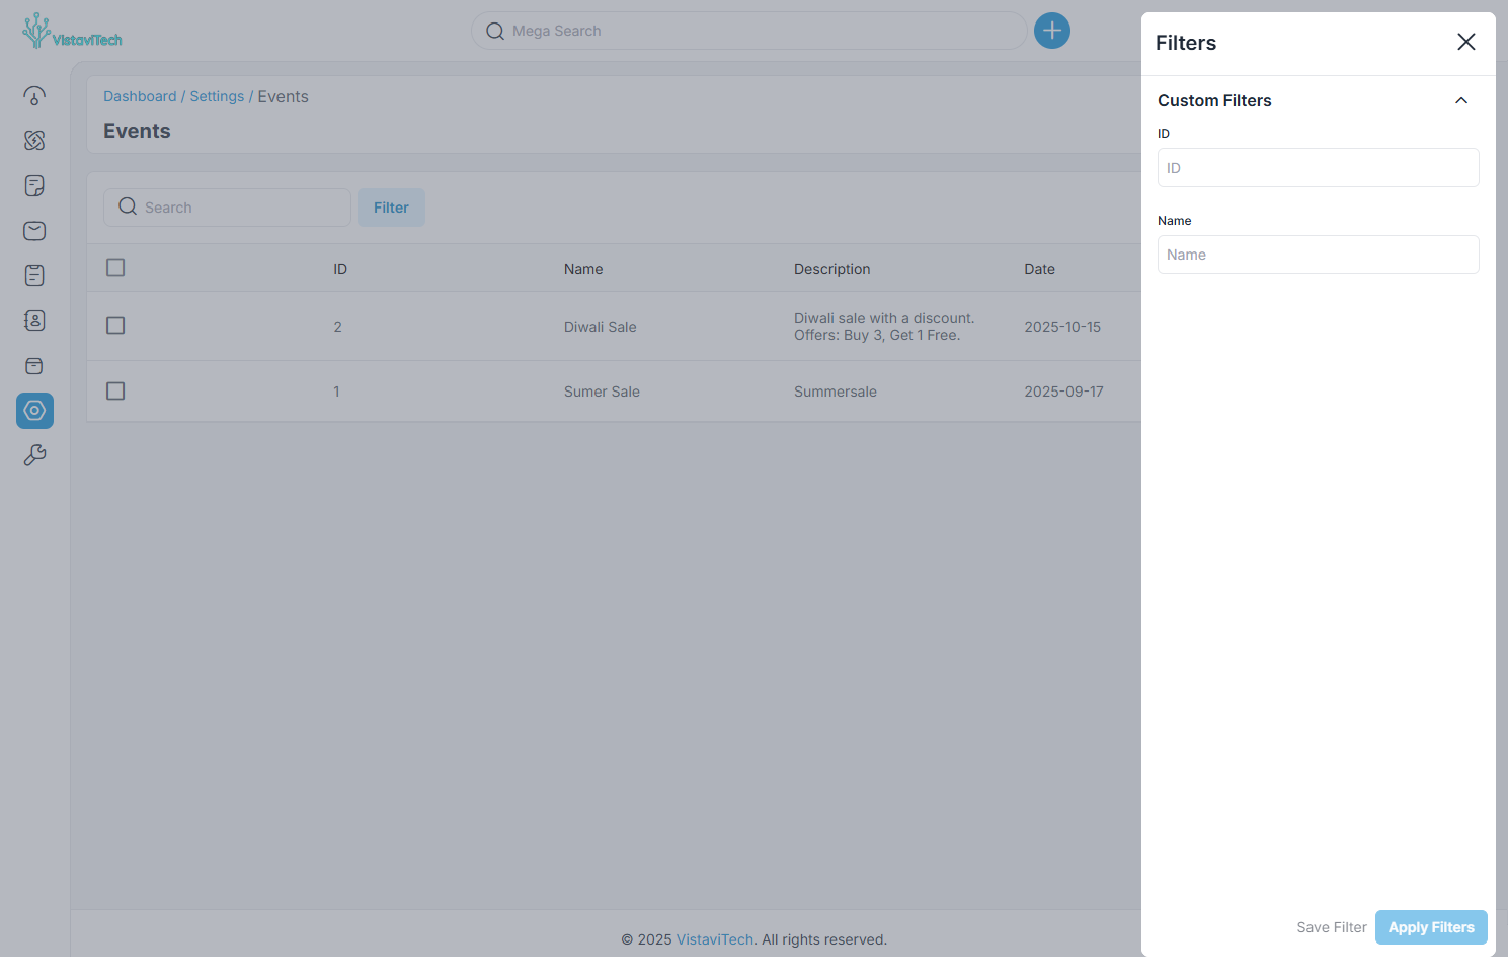 VistaviTech
Mega Search
Dashboard / Settings / Events
Events
Search
Filter
ID Name Description Date
2 Diwali Sale Diwali sale with a discount. 2025-10-15
Offers: Buy 3, Get 1 Free.
1 Sumer Sale Summersale 2025-09-17
© 2025 VistaviTech. All rights reserved.
Filters
Custom Filters
ID
ID
Name
Name
Save Filter
Apply Filters